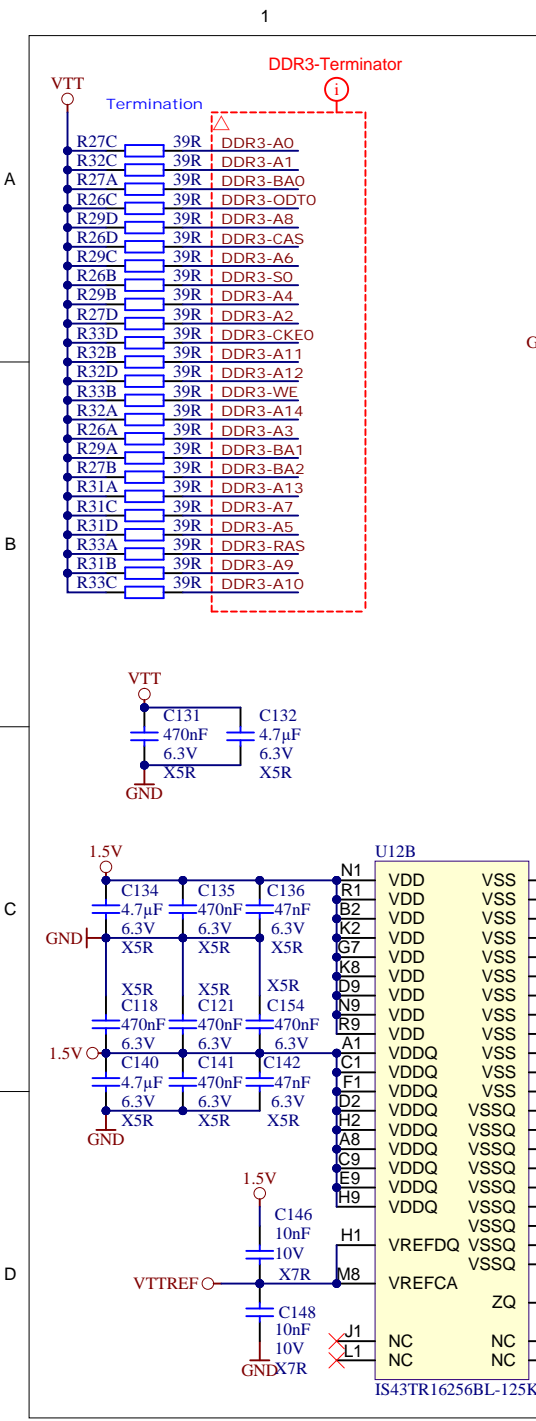 1
DDR3-Terminator
i
VTT
Termination
R27C 39R DDR3-A0
R32C 39R DDR3-A1
R27A 39R DDR3-BA0
R26C 39R DDR3-ODT0
R29D 39R DDR3-A8
R26D 39R DDR3-CAS
R29C 39R DDR3-A6
R26B 39R DDR3-S0
R29B 39R DDR3-A4
R27D 39R DDR3-A2
R33D 39R DDR3-CKE0
R32B 39R DDR3-A11
R32D 39R DDR3-A12
R33B 39R DDR3-WE
R32A 39R DDR3-A14
R26A 39R DDR3-A3
R29A 39R DDR3-BA1
R27B 39R DDR3-BA2
R31A 39R DDR3-A13
R31C 39R DDR3-A7
R31D 39R DDR3-A5
R33A 39R DDR3-RAS
R31B 39R DDR3-A9
R33C 39R DDR3-A10
A
G
B
VTT
C131 C132
470nF 4.7µF
6.3V 6.3V
X5R X5R
GND
C
1.5V
C134 C135 C136
4.7µF 470nF 47nF
6.3V 6.3V 6.3V
GND X5R X5R X5R
X5R X5R X5R
C118 C121 C154
470nF 470nF 470nF
6.3V 6.3V 6.3V
1.5V
C140 C141 C142
4.7µF 470nF 47nF
6.3V 6.3V 6.3V
X5R X5R X5R
GND
U12B
N1 VDD VSS
R1 VDD VSS
B2 VDD VSS
K2 VDD VSS
G7 VDD VSS
K8 VDD VSS
D9 VDD VSS
N9 VDD VSS
R9 VDD VSS
A1 VDDQ VSS
C1 VDDQ VSS
F1 VDDQ VSS
D2 VDDQ VSSQ
H2 VDDQ VSSQ
A8 VDDQ VSSQ
C9 VDDQ VSSQ
E9 VDDQ VSSQ
H9 VDDQ VSSQ
VSSQ
H1 VREFDQ VSSQ
VSSQ
M8 VREFCA
ZQ
J1 NC NC
L1 NC NC
IS43TR16256BL-125K
D
1.5V
C146
10nF
10V
X7R
VTTREF
C148
10nF
10V
X7R
GND